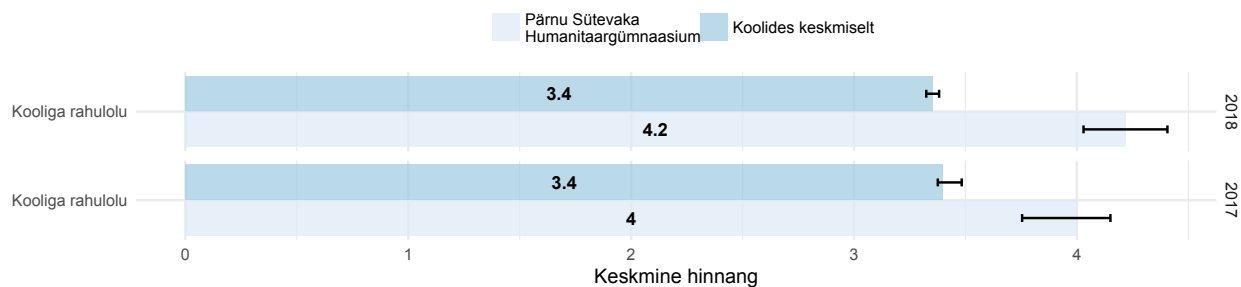 Pärnu Sütevaka
Humanitaargümnaasium
Koolides keskmiselt
Kooliga rahulolu
3.4
4.2
2018
Kooliga rahulolu
3.4
4
2017
0 1 2 3 4
Keskmine hinnang